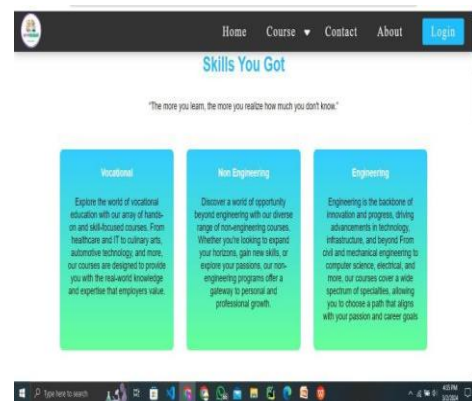 Home Course Contact About Login
Skills You Got
"The more you learn, the more you realize how much you don't know."
Vocational
Explore the world of vocational
education with our array of hands-
on and skill-focused courses. From
healthcare and IT to culinary arts,
automotive technology, and more,
our courses are designed to provide
you with the real-world knowledge
and expertise that employers value.
Non Engineering
Discover a world of opportunity
beyond engineering with our diverse
range of non-engineering courses.
Whether you're looking to expand
your horizons, gain new skills, or
explore your passions, our non-
engineering programs offer a
gateway to personal and
professional growth.
Engineering
Engineering is the backbone of
innovation and progress, driving
advancements in technology,
infrastructure, and beyond From
civil and mechanical engineering to
computer science, electrical, and
more, our courses cover a wide
spectrum of specialties, allowing
you to choose a path that aligns
with your passion and career goals
Type here to search
4:55 PM